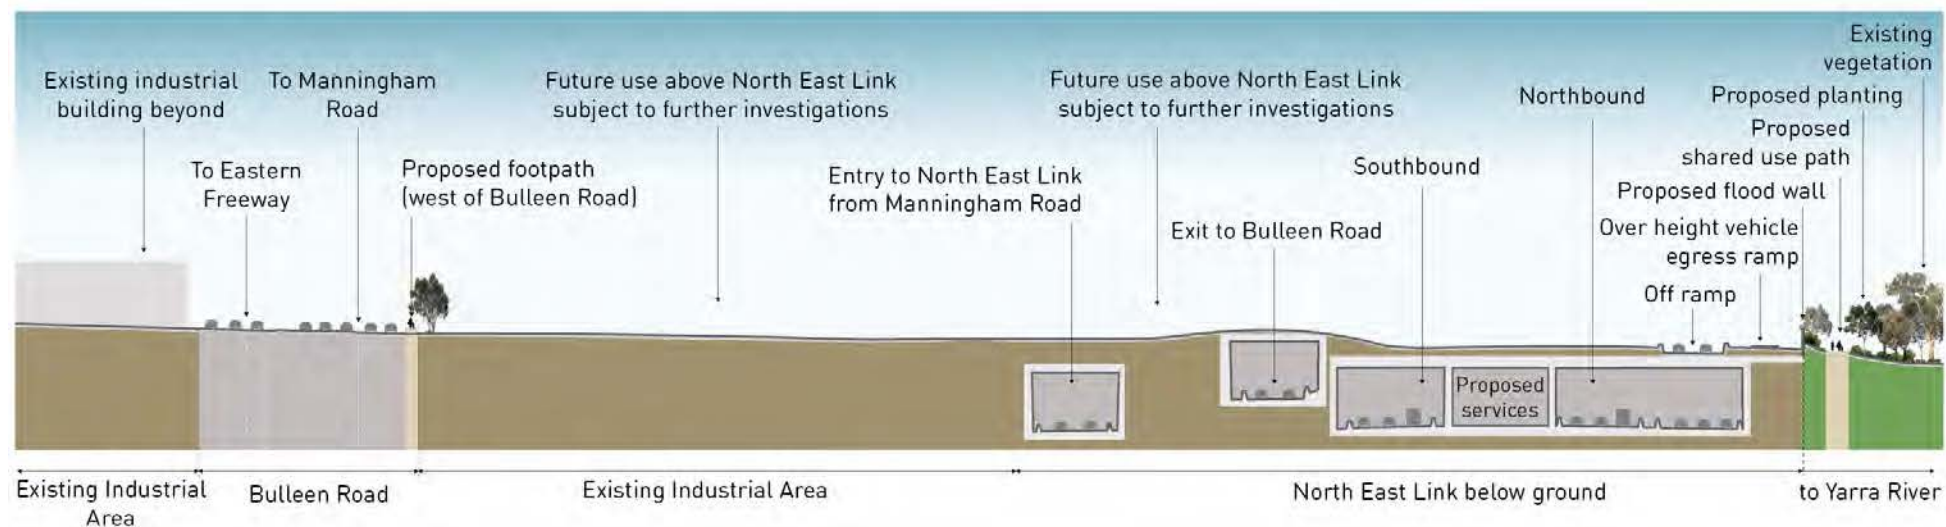 Existing industrial
building beyond
To Manningham
Road
Future use above North East Link
subject to further investigations
Future use above North East Link
subject to further investigations
Existing
vegetation
Northbound
Proposed planting
To Eastern
Freeway
Proposed footpath
(west of Bulleen Road)
Entry to North East Link
from Manningham Road
Southbound
Proposed
shared use path
Proposed flood wall
Exit to Bulleen Road
Over height vehicle
egress ramp
Off ramp
Proposed
services
Existing Industrial
Area
Bulleen Road
Existing Industrial Area
North East Link below ground
to Yarra River